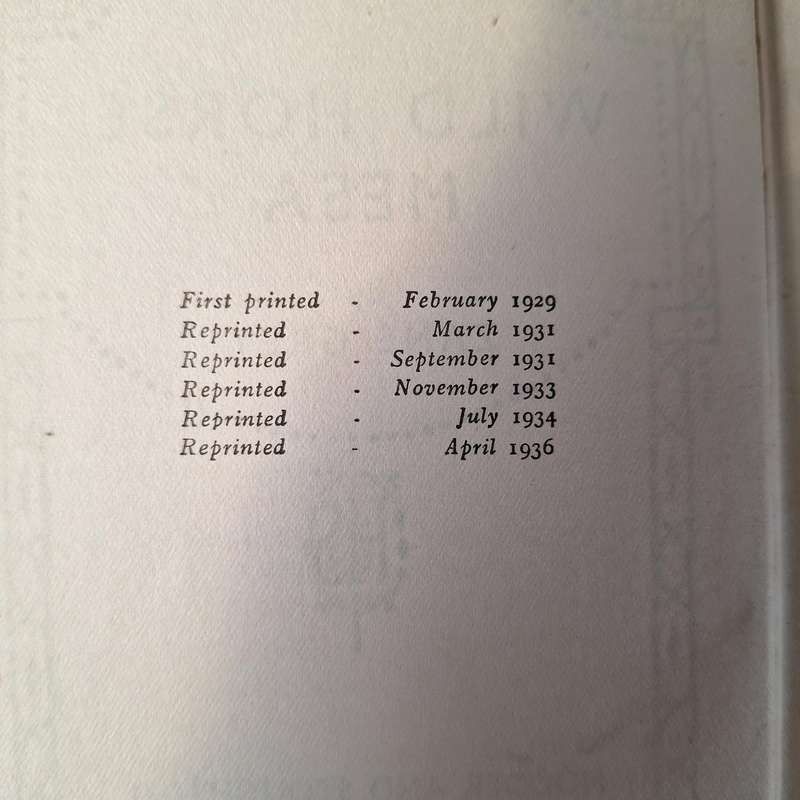 First printed - February 1929
Reprinted - March 1931
Reprinted - September 1931
Reprinted - November 1933
Reprinted - July 1934
Reprinted - April 1936